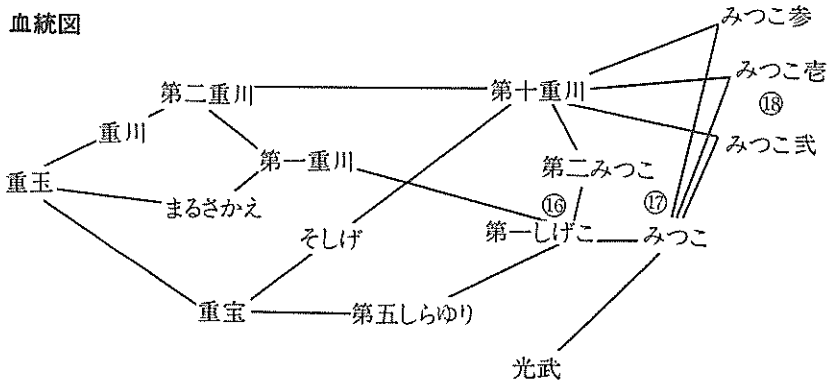 血統図
みつこ参
みつこ壱
第二重川
第十重川
⑱
重川
みつこ弐
第一重川
第二みつこ
重玉
まるさかえ
⑯
⑰
そしげ
第一しげこ
みつこ
重宝
第五しらゆり
光武